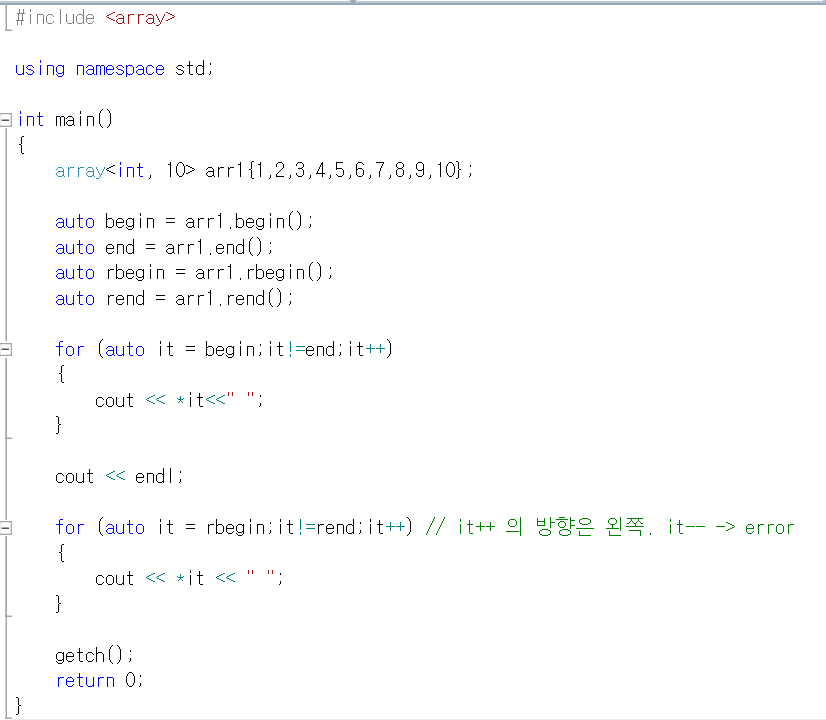 #include <array>
using namespace std;
int main()
{
array<int, 10> arr1{1,2,3,4,5,6,7,8,9,10};
auto begin = arr1.begin();
auto end = arr1.end();
auto rbegin = arr1.rbegin();
auto rend = arr1.rend();
for (auto it = begin;it!=end;it++)
{
cout << *it<<" ";
}
cout << endl;
for (auto it = rbegin;it!=rend;it++) // it++ 의 방향은 왼쪽. it-- -> error
{
cout << *it << " ";
}
getch();
return 0;
}